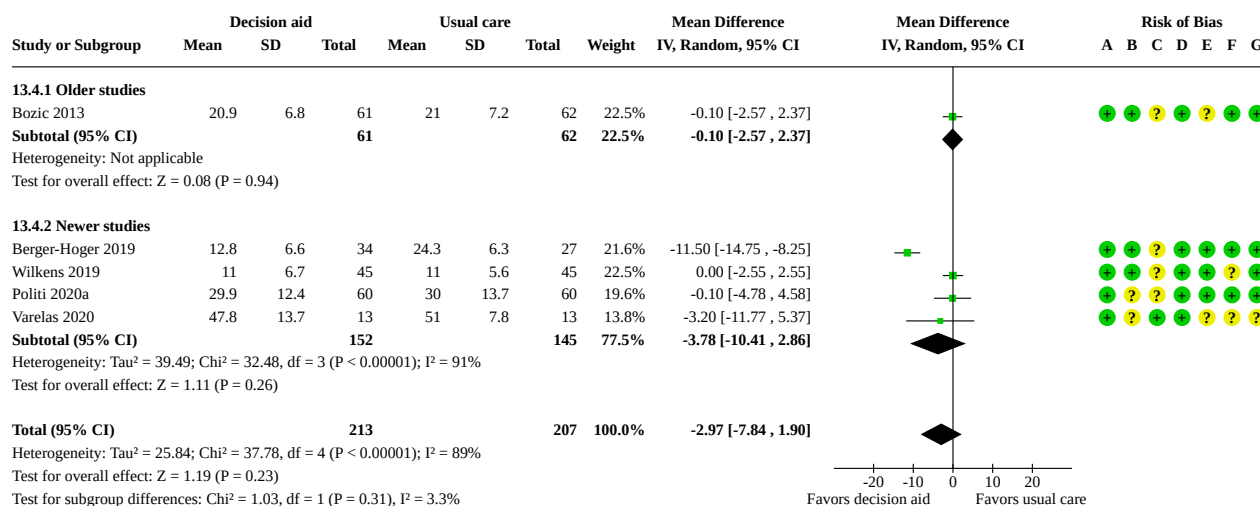 Decision aid Usual care Mean Difference Mean Difference Risk of Bias
Study or Subgroup Mean SD Total Mean SD Total Weight IV, Random, 95% CI IV, Random, 95% CI A B C D E F G
13.4.1 Older studies
Bozic 2013 20.9 6.8 61 21 7.2 62 22.5% -0.10 [-2.57 , 2.37] + + ? + ? + +
Subtotal (95% CI) 61 62 22.5% -0.10 [-2.57 , 2.37]
Heterogeneity: Not applicable
Test for overall effect: Z = 0.08 (P = 0.94)
13.4.2 Newer studies
Berger-Hoger 2019 12.8 6.6 34 24.3 6.3 27 21.6% -11.50 [-14.75 , -8.25] + + ? + + + +
Wilkens 2019 11 6.7 45 11 5.6 45 22.5% 0.00 [-2.55 , 2.55] + + ? + + ? +
Politi 2020a 29.9 12.4 60 30 13.7 60 19.6% -0.10 [-4.78 , 4.58] + ? ? + + + +
Varelas 2020 47.8 13.7 13 51 7.8 13 13.8% -3.20 [-11.77 , 5.37] + ? + + ? ? ?
Subtotal (95% CI) 152 145 77.5% -3.78 [-10.41 , 2.86]
Heterogeneity: Tau² = 39.49; Chi² = 32.48, df = 3 (P < 0.00001); I² = 91%
Test for overall effect: Z = 1.11 (P = 0.26)
Total (95% CI) 213 207 100.0% -2.97 [-7.84 , 1.90]
Heterogeneity: Tau² = 25.84; Chi² = 37.78, df = 4 (P < 0.00001); I² = 89%
Test for overall effect: Z = 1.19 (P = 0.23)
-20 -10 0 10 20
Test for subgroup differences: Chi² = 1.03, df = 1 (P = 0.31), I² = 3.3% Favors decision aid Favors usual care